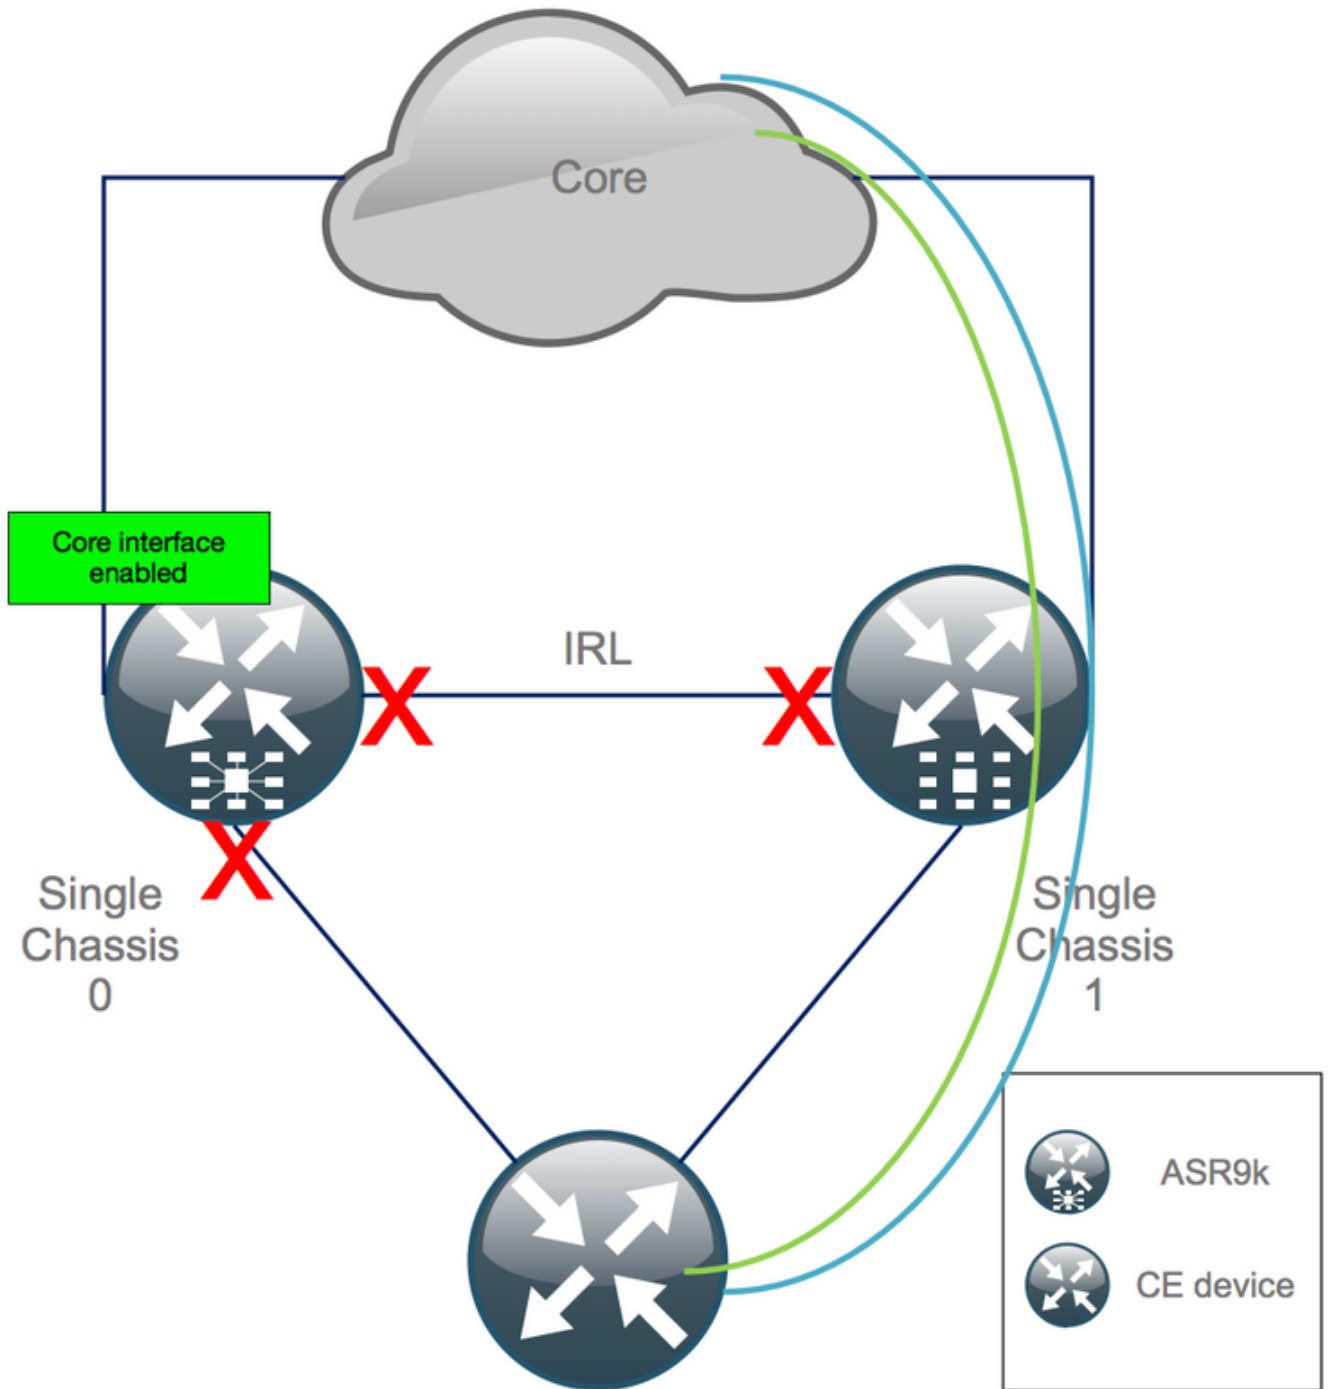 Core
Core interface
enabled
IRL
X
X
X
Single
Chassis
0
Single
Chassis
1
ASR9k
CE device